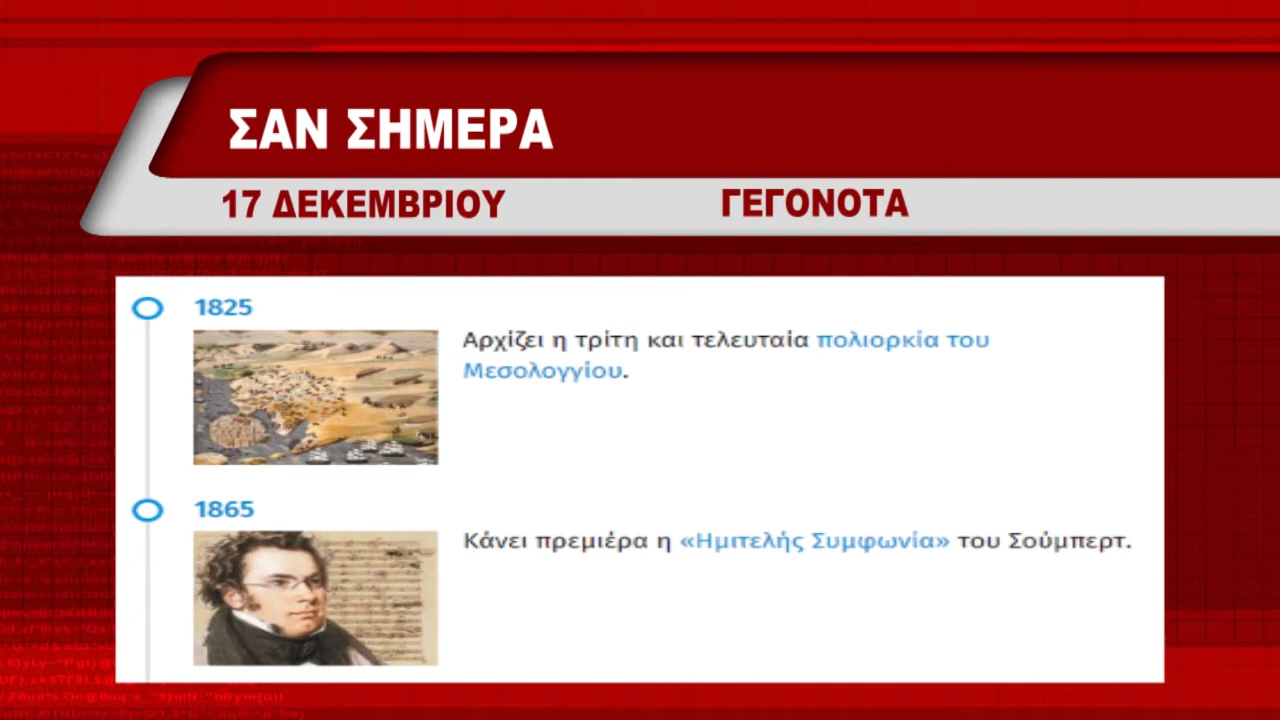 ΣΑΝ ΣΗΜΕΡΑ
17 ΔΕΚΕΜΒΡΙΟΥ ΓΕΓΟΝΟΤΑ
1825
Αρχίζει η τρίτη και τελευταία πολιορκία του
Μεσολογγίου.
1865
Κάνει πρεμιέρα η «Ημιτελής Συμφωνία» του Σούμπερτ.